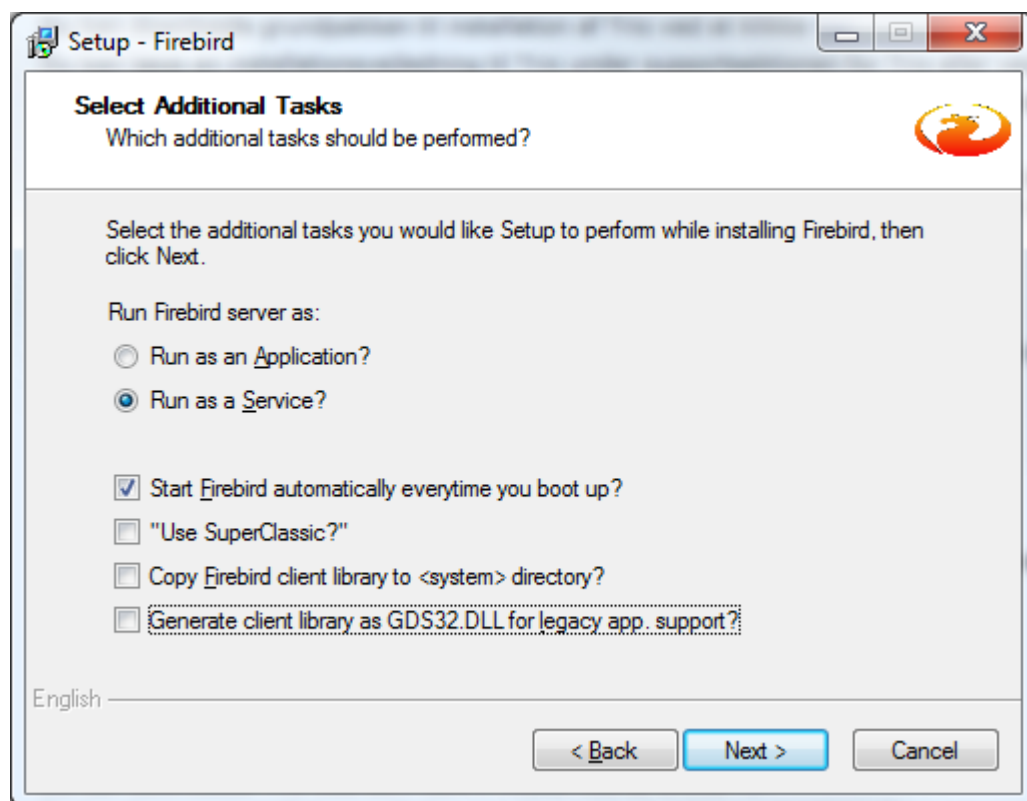 Setup - Firebird
Select Additional Tasks
Which additional tasks should be performed?
Select the additional tasks you would like Setup to perform while installing Firebird, then
click Next.
Run Firebird server as:
Run as an Application?
Run as a Service?
Start Firebird automatically everytime you boot up?
"Use SuperClassic?"
Copy Firebird client library to <system> directory?
Generate client library as GDS32.DLL for legacy app. support?
English
< Back
Next >
Cancel